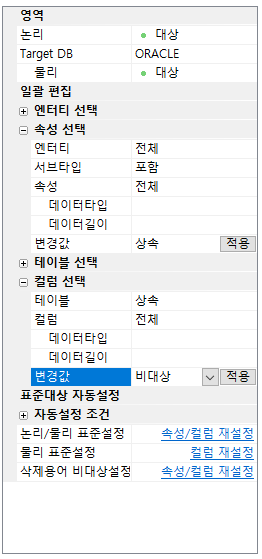 영역
논리 대상
Target DB ORACLE
물리 대상
일괄 편집
엔터티 선택
속성 선택
엔터티 전체
서브타입 포함
속성 전체
데이터타입
데이터길이
변경값 상속 적용
테이블 선택
컬럼 선택
테이블 상속
컬럼 전체
데이터타입
데이터길이
변경값 비대상 적용
표준대상 자동설정
자동설정 조건
논리/물리 표준설정 속성/컬럼 재설정
물리 표준설정 컬럼 재설정
삭제용어 비대상설정 속성/컬럼 재설정